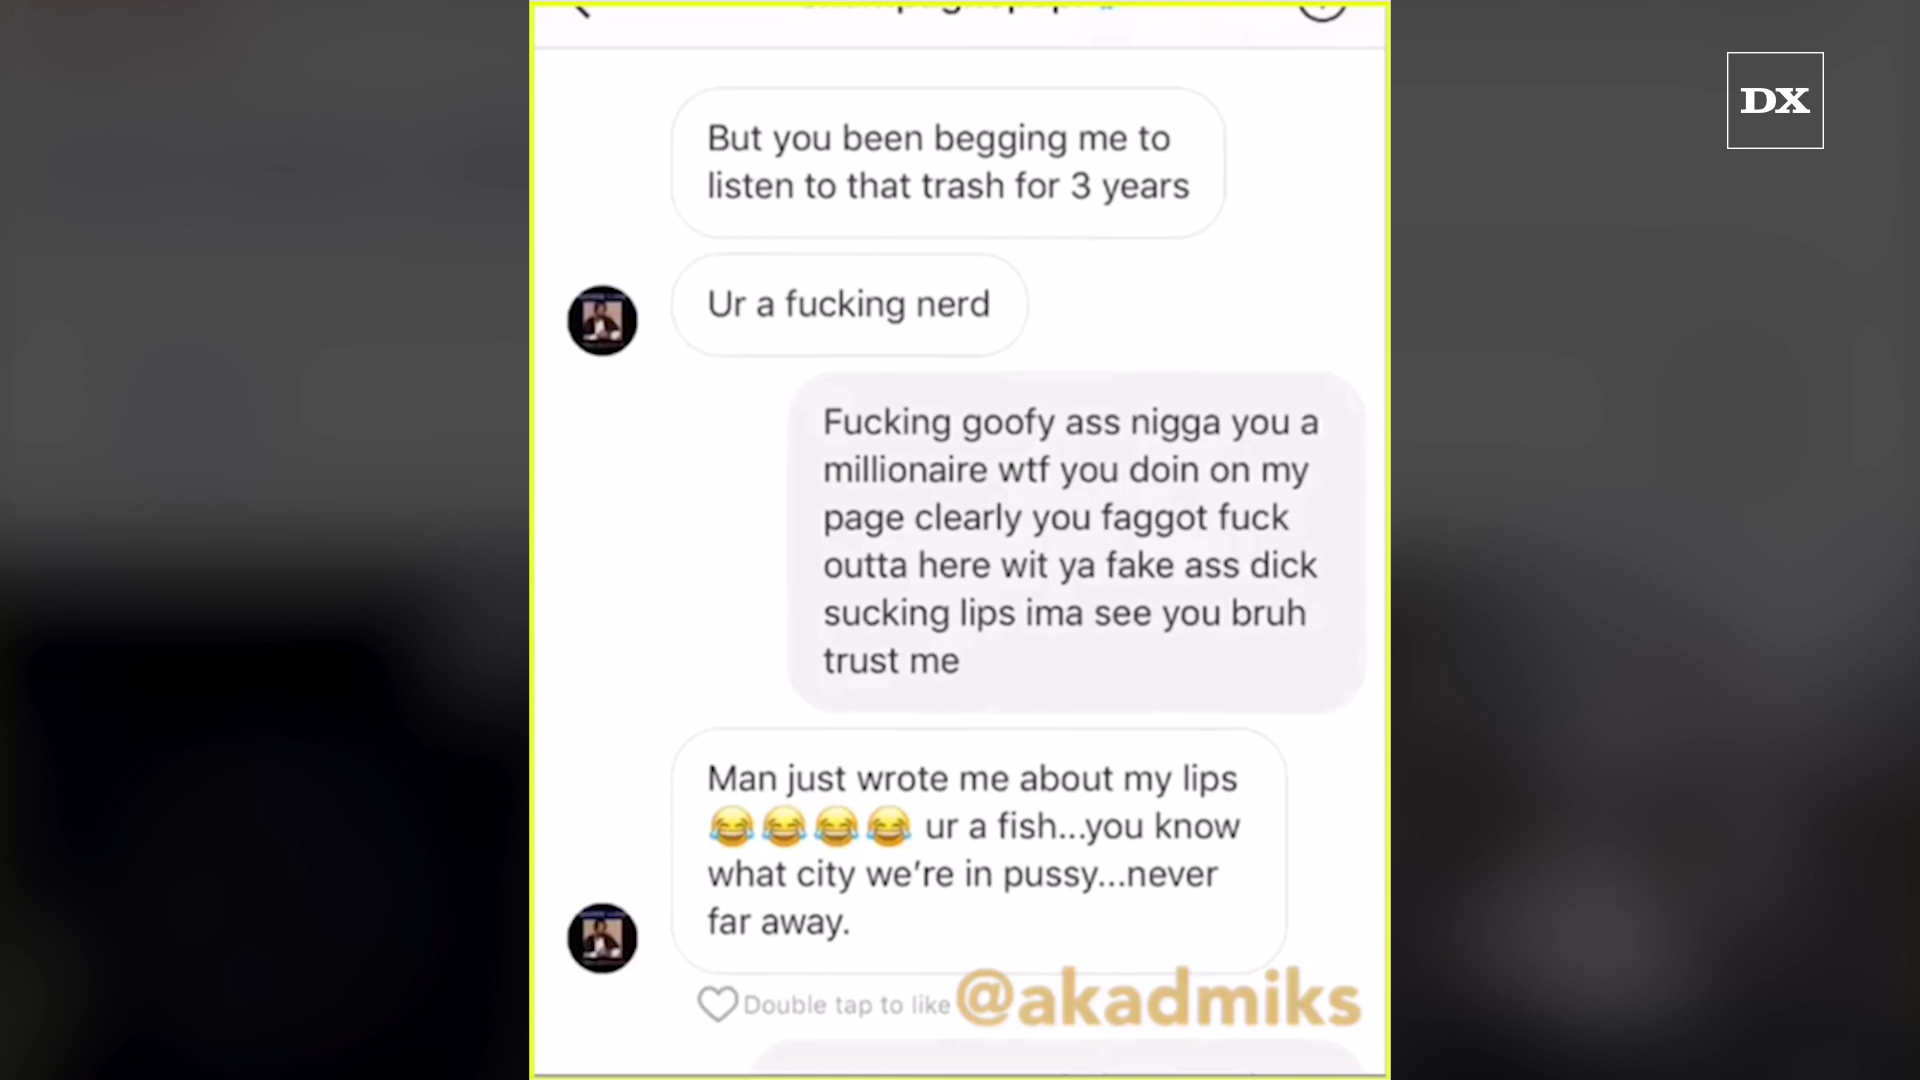 DX
But you been begging me to
listen to that trash for 3 years
Ur a fucking nerd
Fucking goofy ass nigga you a
millionaire wtf you doin on my
page clearly you faggot fuck
outta here wit ya fake ass dick
sucking lips ima see you bruh
trust me
Man just wrote me about my lips
😂😂😂😂 ur a fish...you know
what city we're in pussy...never
far away.
Double tap to like
@akadmiks